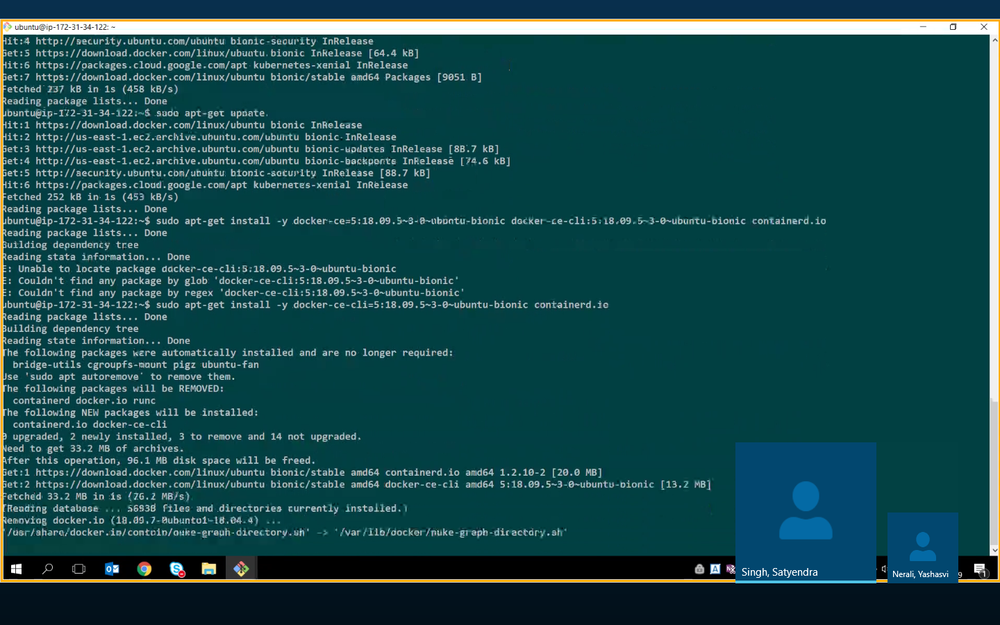 ubuntu@ip-172-31-34-122: ~
Hit:4 http://security.ubuntu.com/ubuntu bionic-security InRelease
Get:5 https://download.docker.com/linux/ubuntu bionic InRelease [64.4 kB]
Hit:6 https://packages.cloud.google.com/apt kubernetes-xenial InRelease
Get:7 https://download.docker.com/linux/ubuntu bionic/stable amd64 Packages [9051 B]
Fetched 237 kB in 1s (458 kB/s)
Reading package lists... Done
ubuntu@ip-172-31-34-122:~$ sudo apt-get update
Hit:1 https://download.docker.com/linux/ubuntu bionic InRelease
Hit:2 http://us-east-1.ec2.archive.ubuntu.com/ubuntu bionic InRelease
Get:3 http://us-east-1.ec2.archive.ubuntu.com/ubuntu bionic-updates InRelease [88.7 kB]
Get:4 http://us-east-1.ec2.archive.ubuntu.com/ubuntu bionic-backports InRelease [74.6 kB]
Get:5 http://security.ubuntu.com/ubuntu bionic-security InRelease [88.7 kB]
Hit:6 https://packages.cloud.google.com/apt kubernetes-xenial InRelease
Fetched 252 kB in 1s (453 kB/s)
Reading package lists... Done
ubuntu@ip-172-31-34-122:~$ sudo apt-get install -y docker-ce=5:18.09.5~3-0~ubuntu-bionic docker-ce-cli:5:18.09.5~3-0~ubuntu-bionic containerd.io
Reading package lists... Done
Building dependency tree
Reading state information... Done
E: Unable to locate package docker-ce-cli:5:18.09.5~3-0~ubuntu-bionic
E: Couldn't find any package by glob 'docker-ce-cli:5:18.09.5~3-0~ubuntu-bionic'
E: Couldn't find any package by regex 'docker-ce-cli:5:18.09.5~3-0~ubuntu-bionic'
ubuntu@ip-172-31-34-122:~$ sudo apt-get install -y docker-ce-cli=5:18.09.5~3-0~ubuntu-bionic containerd.io
Reading package lists... Done
Building dependency tree
Reading state information... Done
The following packages were automatically installed and are no longer required:
bridge-utils cgroupfs-mount pigz ubuntu-fan
Use 'sudo apt autoremove' to remove them.
The following packages will be REMOVED:
containerd docker.io runc
The following NEW packages will be installed:
containerd.io docker-ce-cli
0 upgraded, 2 newly installed, 3 to remove and 14 not upgraded.
Need to get 33.2 MB of archives.
After this operation, 96.1 MB disk space will be freed.
Get:1 https://download.docker.com/linux/ubuntu bionic/stable amd64 containerd.io amd64 1.2.10-2 [20.0 MB]
Get:2 https://download.docker.com/linux/ubuntu bionic/stable amd64 docker-ce-cli amd64 5:18.09.5~3-0~ubuntu-bionic [13.2 MB]
Fetched 33.2 MB in 1s (26.2 MB/s)
(Reading database ... 56938 files and directories currently installed.)
Removing docker.io (18.09.7-0ubuntu1~18.04.4) ...
'/usr/share/docker.io/contrib/nuke-graph-directory.sh' -> '/var/lib/docker/nuke-graph-directory.sh'
Singh, Satyendra
Nerali, Yashasvi
9
1